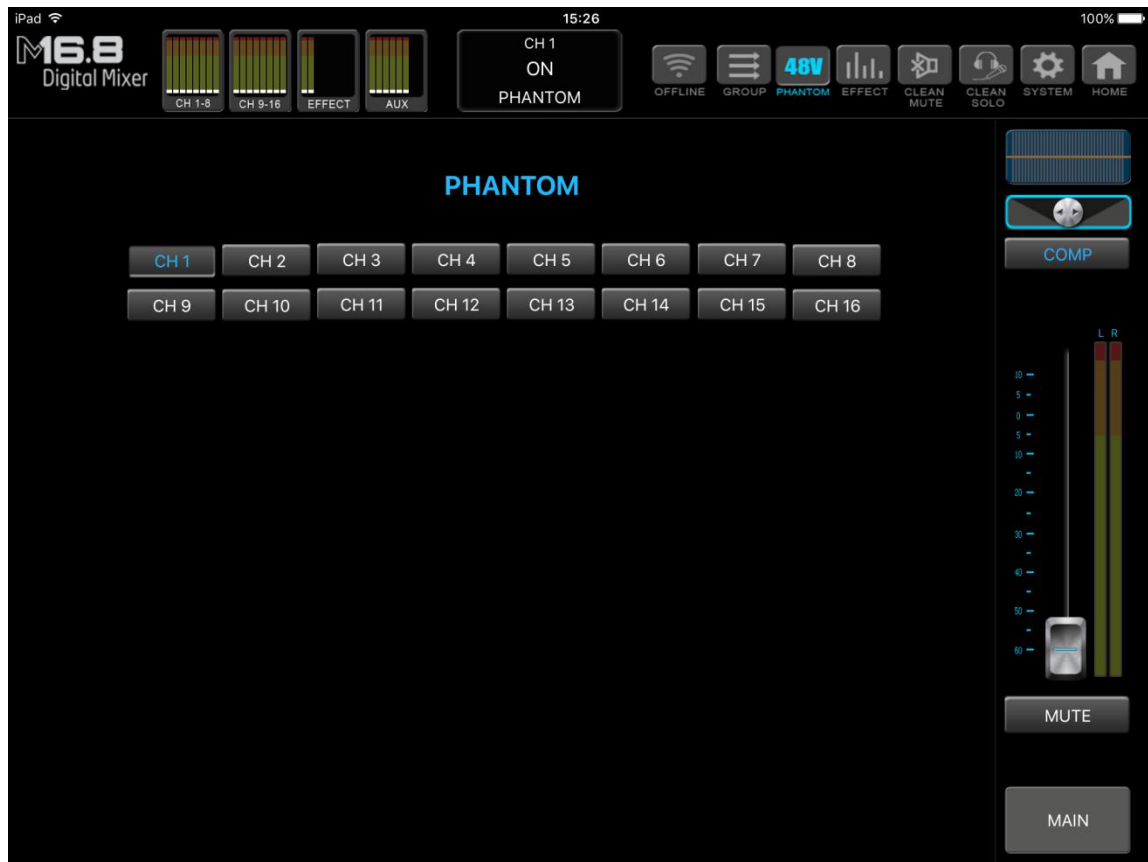 iPad 15:26 100%
M16.8
Digital Mixer
CH 1-8 CH 9-16 EFFECT AUX
CH 1
ON
PHANTOM
48V
OFFLINE GROUP PHANTOM EFFECT CLEAN MUTE CLEAN SOLO SYSTEM HOME
PHANTOM
CH 1 CH 2 CH 3 CH 4 CH 5 CH 6 CH 7 CH 8
CH 9 CH 10 CH 11 CH 12 CH 13 CH 14 CH 15 CH 16
COMP
L R
10
5
0
5
10
20
30
40
50
60
MUTE
MAIN